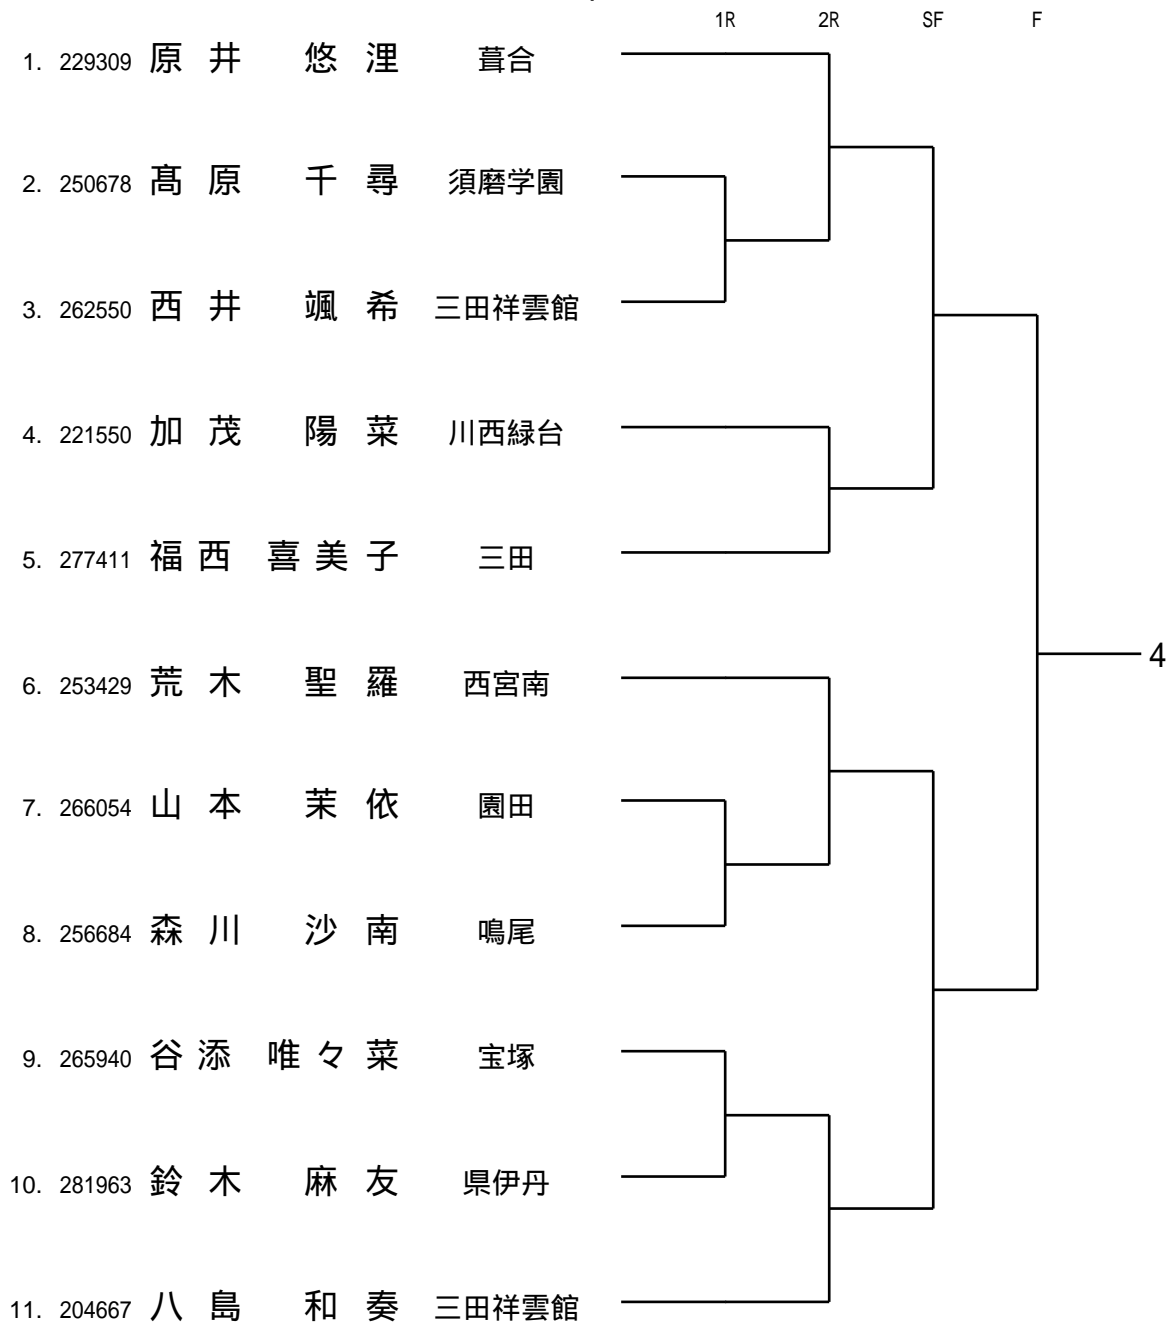 1R 2R SF F
1. 229309 原井 悠浬 葺合
2. 250678 髙原 千尋 須磨学園
3. 262550 西井 颯希 三田祥雲館
4. 221550 加茂 陽菜 川西緑台
5. 277411 福西 喜美子 三田
4
6. 253429 荒木 聖羅 西宮南
7. 266054 山本 茉依 園田
8. 256684 森川 沙南 鳴尾
9. 265940 谷添 唯々菜 宝塚
10. 281963 鈴木 麻友 県伊丹
11. 204667 八島 和奏 三田祥雲館